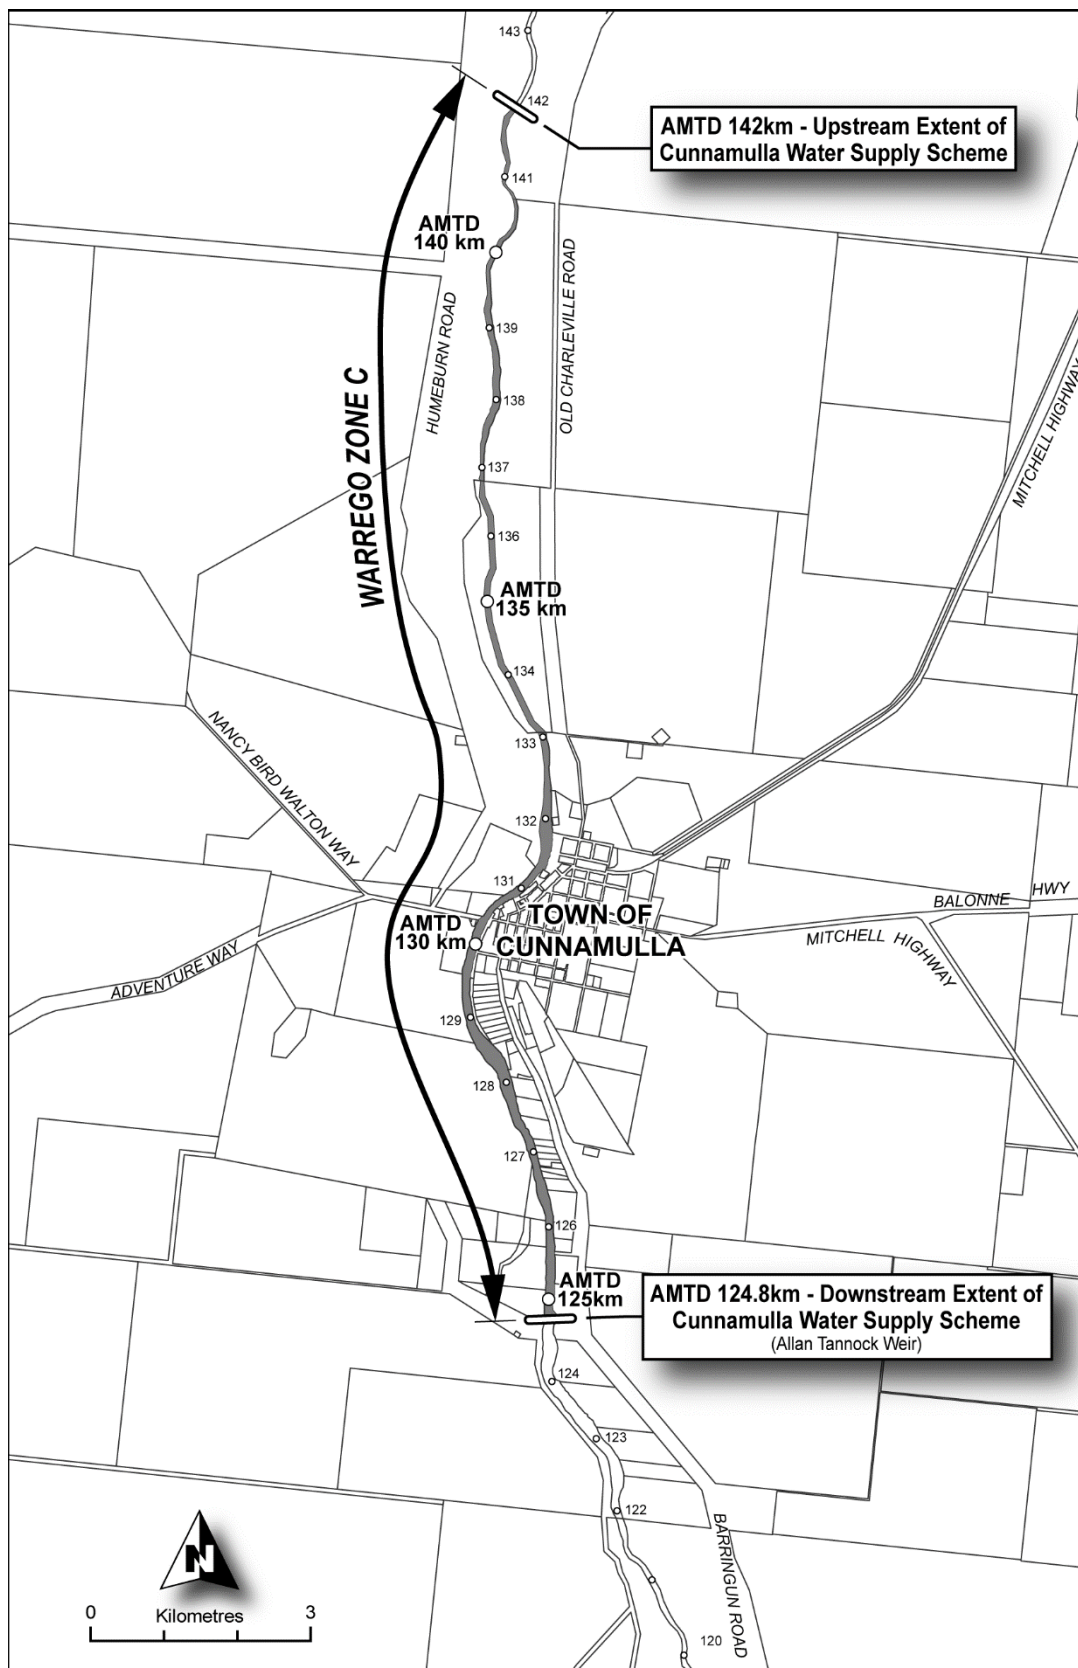 143
142
AMTD 142km - Upstream Extent of
Cunnamulla Water Supply Scheme
141
AMTD
140 km
OLD CHARLEVILLE ROAD
HUMEBURN ROAD
139
MITCHELL HIGHWAY
WARREGO ZONE C
138
137
136
AMTD
135 km
134
NANCY BIRD WALTON WAY
133
132
131
TOWN OF
CUNNAMULLA
AMTD
130 km
BALONNE HWY
MITCHELL HIGHWAY
ADVENTURE WAY
129
128
127
126
AMTD
125km
AMTD 124.8km - Downstream Extent of
Cunnamulla Water Supply Scheme
(Allan Tannock Weir)
124
123
122
BARRINGUN ROAD
N
0 3
Kilometres
120